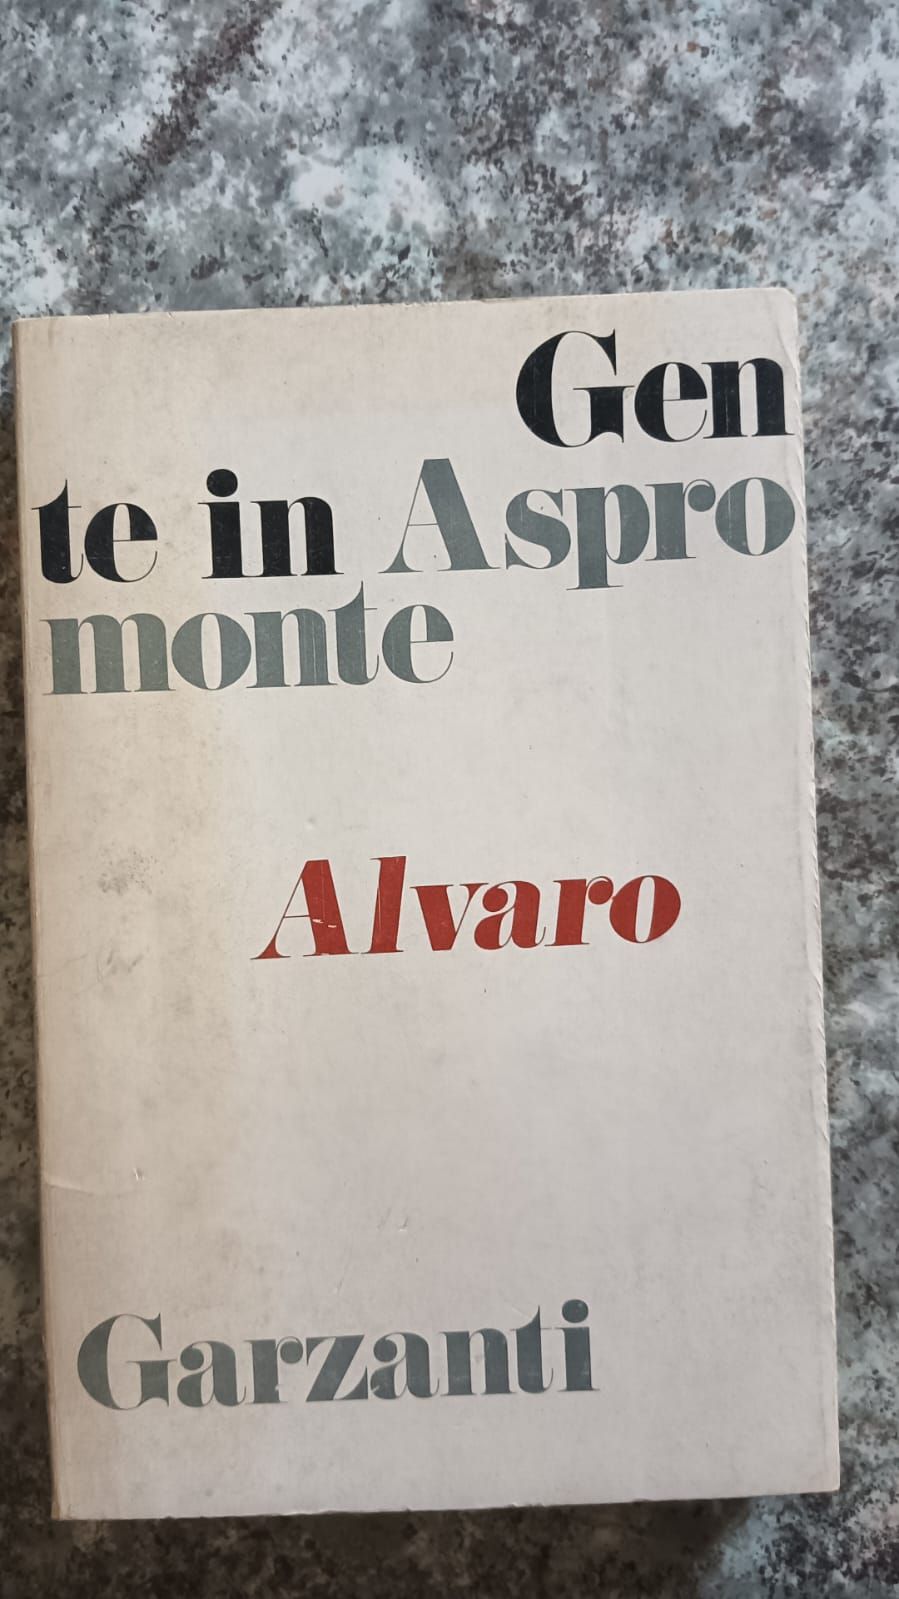 Gen
te in Aspro
monte
Alvaro
Garzanti